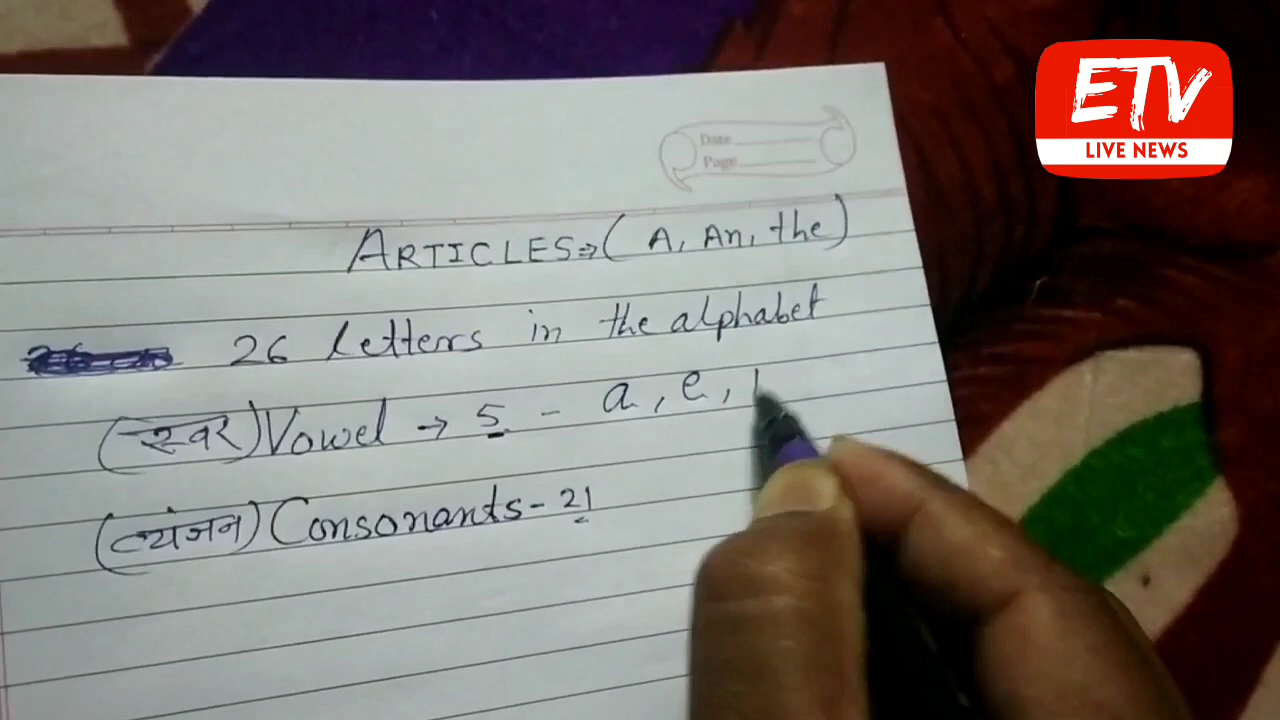 ETV
LIVE NEWS
Date
Page
ARTICLES⇒(A, An, the)
26 letters in the alphabet
(स्वर) Vowel → 5 - a, e, i
(व्यंजन) Consonants - 21